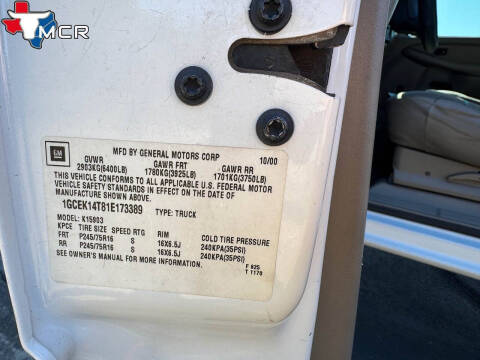 MCR
GM
MFD BY GENERAL MOTORS CORP 10/00
GVWR GAWR FRT GAWR RR
2903KG(6400LB) 1780KG(3925LB) 1701KG(3750LB)
THIS VEHICLE CONFORMS TO ALL APPLICABLE U.S. FEDERAL MOTOR
VEHICLE SAFETY STANDARDS IN EFFECT ON THE DATE OF
MANUFACTURE SHOWN ABOVE.
1GCEK14T81E173389 TYPE: TRUCK
MODEL: K15903
KPCE TIRE SIZE SPEED RTG RIM COLD TIRE PRESSURE
FRT P245/75R16 S 16X6.5J 240KPA(35PSI)
RR P245/75R16 S 16X6.5J 240KPA(35PSI)
SEE OWNER'S MANUAL FOR MORE INFORMATION.
F 025
T 1170